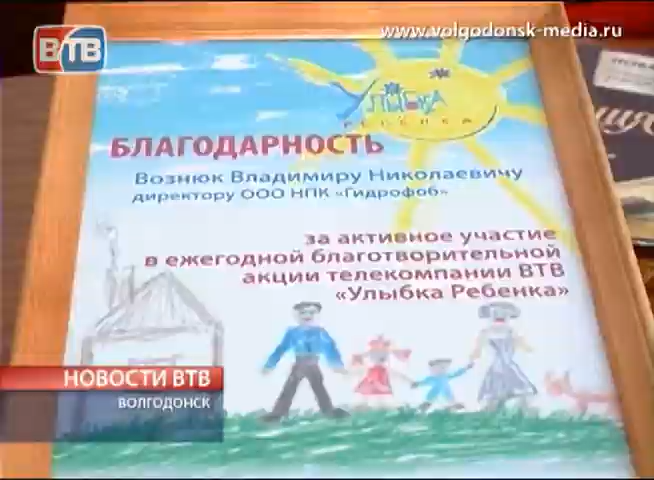 ВТВ
www.volgodonsk-media.ru
Улыбка
РЕБЕНКА
БЛАГОДАРНОСТЬ
Вознюк Владимиру Николаевичу
директору ООО НПК «Гидрофоб»
за активное участие
в ежегодной благотворительной
акции телекомпании ВТВ
«Улыбка Ребенка»
НОВОСТИ ВТВ
ВОЛГОДОНСК